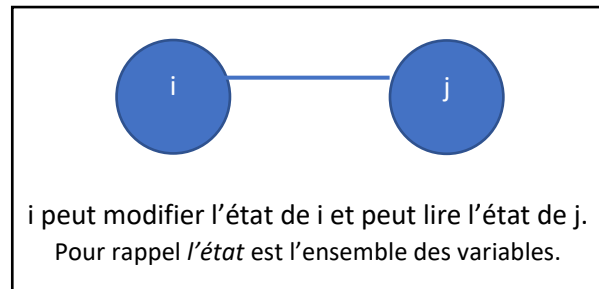 i
j
i peut modifier l’état de i et peut lire l’état de j.
Pour rappel l’état est l’ensemble des variables.